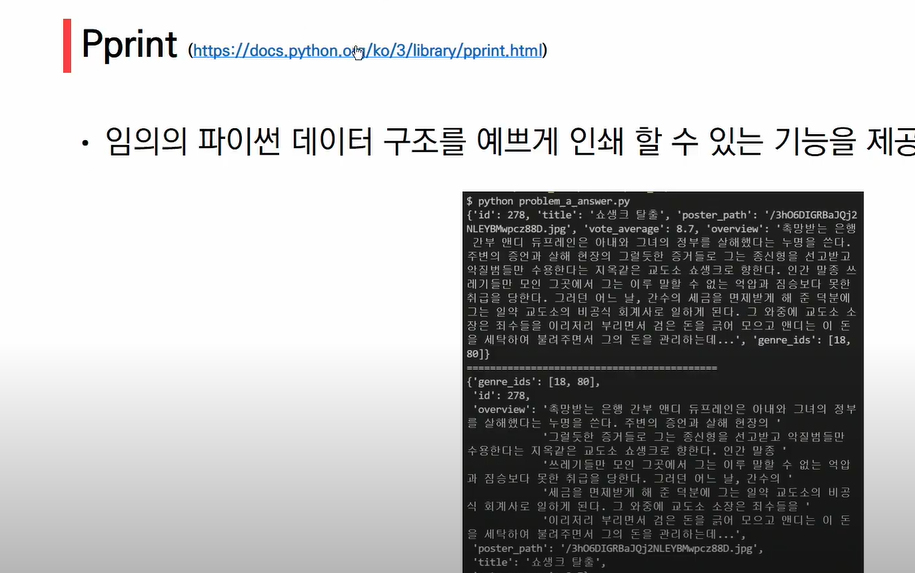 Pprint (https://docs.python.org/ko/3/library/pprint.html)
• 임의의 파이썬 데이터 구조를 예쁘게 인쇄 할 수 있는 기능을 제공
$ python problem_a_answer.py
{'id': 278, 'title': '쇼생크 탈출', 'poster_path': '/3hO6DIGRBaJQj2
NLEYBMwpcz88D.jpg', 'vote_average': 8.7, 'overview': '촉망받는 은행
간부 앤디 듀프레인은 아내와 그녀의 정부를 살해했다는 누명을 쓴다.
주변의 증언과 살해 현장의 그럴듯한 증거들로 그는 종신형을 선고받고
악질범들만 수용한다는 지옥같은 교도소 쇼생크로 향한다. 인간 말종 쓰
레기들만 모인 그곳에서 그는 이루 말할 수 없는 억압과 짐승보다 못한
취급을 당한다. 그러던 어느 날, 간수의 세금을 면제받게 해 준 덕분에
그는 일약 교도소의 비공식 회계사로 일하게 된다. 그 와중에 교도소 소
장은 죄수들을 이리저리 부리면서 검은 돈을 긁어 모으고 앤디는 이 돈
을 세탁하여 불려주면서 그의 돈을 관리하는데...', 'genre_ids': [18,
80]}
===========================================
{'genre_ids': [18, 80],
'id': 278,
'overview': '촉망받는 은행 간부 앤디 듀프레인은 아내와 그녀의 정부
를 살해했다는 누명을 쓴다. 주변의 증언과 살해 현장의 '
'그럴듯한 증거들로 그는 종신형을 선고받고 악질범들만
수용한다는 지옥같은 교도소 쇼생크로 향한다. 인간 말종 '
'쓰레기들만 모인 그곳에서 그는 이루 말할 수 없는 억압
과 짐승보다 못한 취급을 당한다. 그러던 어느 날, 간수의 '
'세금을 면제받게 해 준 덕분에 그는 일약 교도소의 비공
식 회계사로 일하게 된다. 그 와중에 교도소 소장은 죄수들을 '
'이리저리 부리면서 검은 돈을 긁어 모으고 앤디는 이 돈
을 세탁하여 불려주면서 그의 돈을 관리하는데...',
'poster_path': '/3hO6DIGRBaJQj2NLEYBMwpcz88D.jpg',
'title': '쇼생크 탈출',